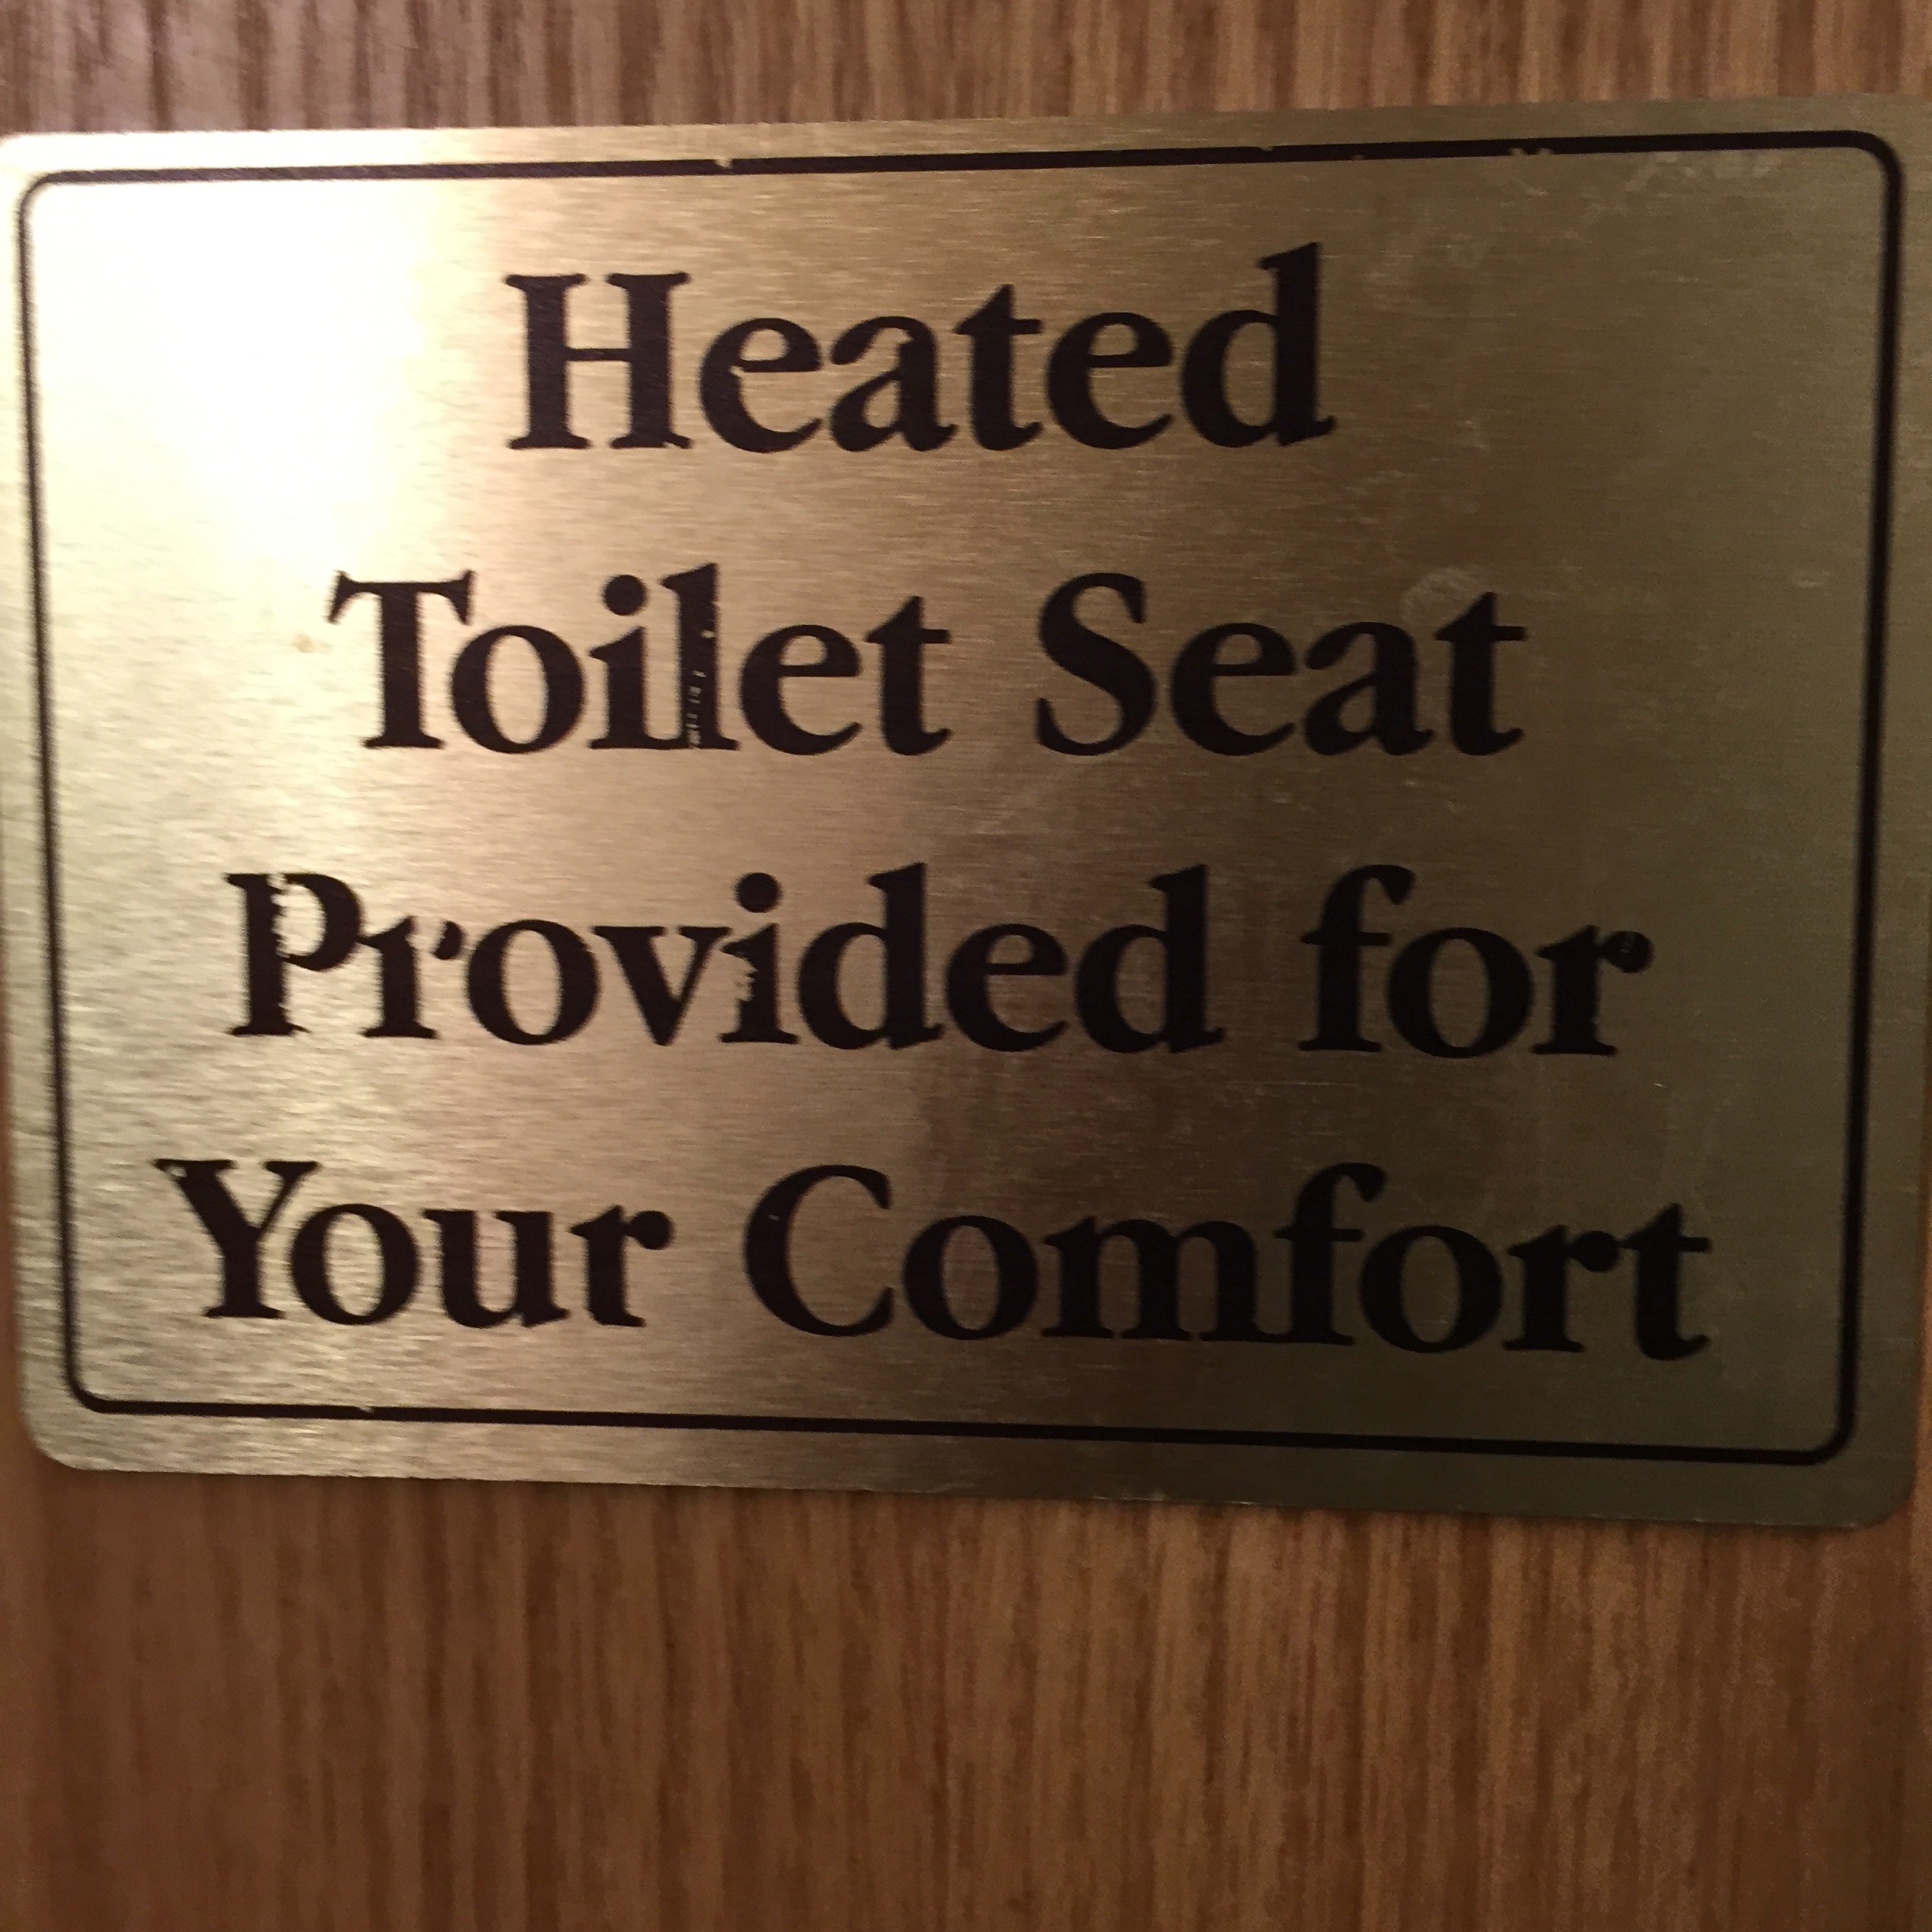 Heated
Toilet Seat
Provided for
Your Comfort